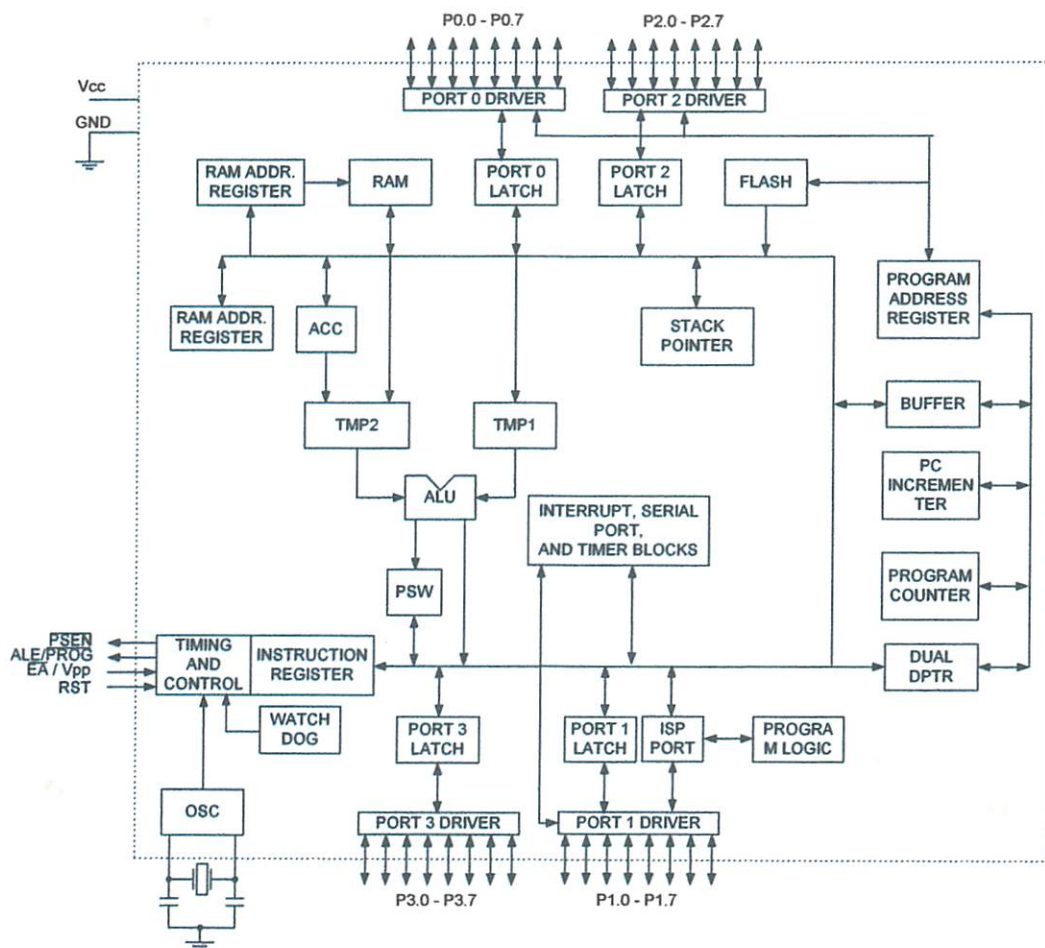 P0.0 - P0.7
P2.0 - P2.7
Vcc
GND
PORT 0 DRIVER
PORT 2 DRIVER
RAM ADDR.
REGISTER
RAM
PORT 0
LATCH
PORT 2
LATCH
FLASH
RAM ADDR.
REGISTER
ACC
STACK
POINTER
PROGRAM
ADDRESS
REGISTER
TMP2
TMP1
BUFFER
ALU
PC
INCREMEN
TER
INTERRUPT, SERIAL
PORT,
AND TIMER BLOCKS
PSW
PROGRAM
COUNTER
PSEN
ALE/PROG
EA / Vpp
RST
TIMING
AND
CONTROL
INSTRUCTION
REGISTER
DUAL
DPTR
WATCH
DOG
PORT 3
LATCH
PORT 1
LATCH
ISP
PORT
PROGRA
M LOGIC
OSC
PORT 3 DRIVER
PORT 1 DRIVER
P3.0 - P3.7
P1.0 - P1.7